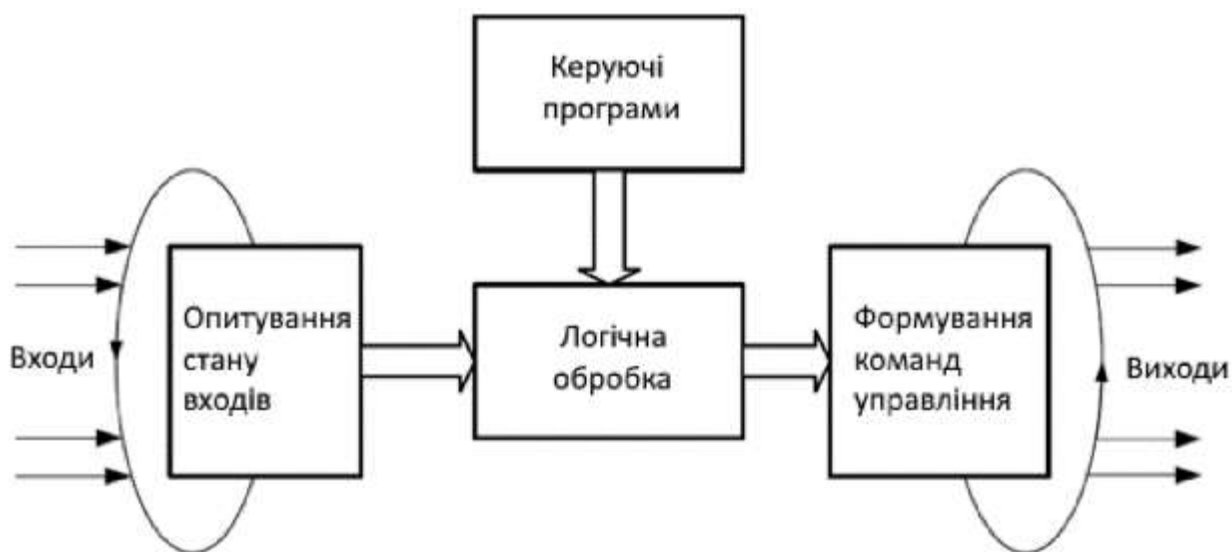 Керуючі
програми
Входи
Опитування
стану
входів
Логічна
обробка
Формування
команд
управління
Виходи